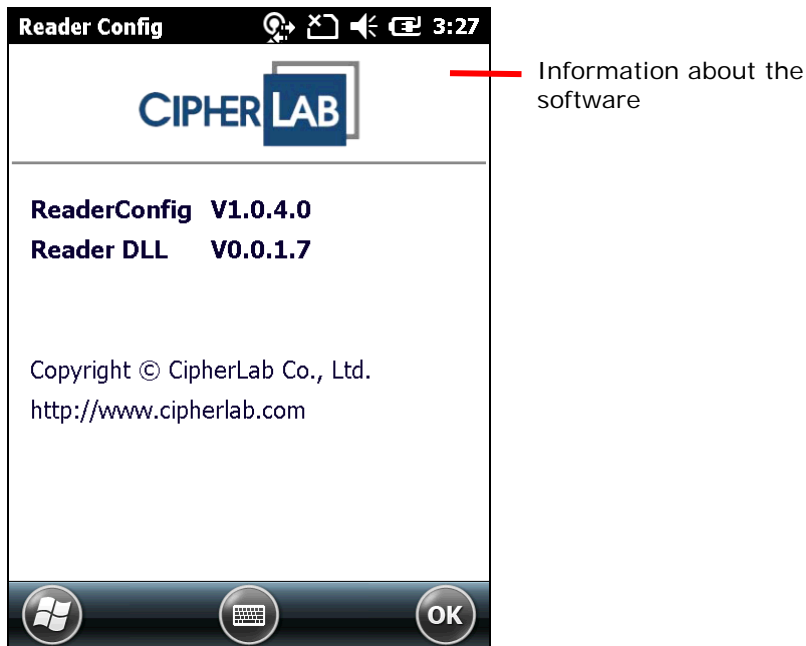 Reader Config 3:27
CIPHERLAB
Information about the
software
ReaderConfig V1.0.4.0
Reader DLL V0.0.1.7
Copyright © CipherLab Co., Ltd.
http://www.cipherlab.com
OK